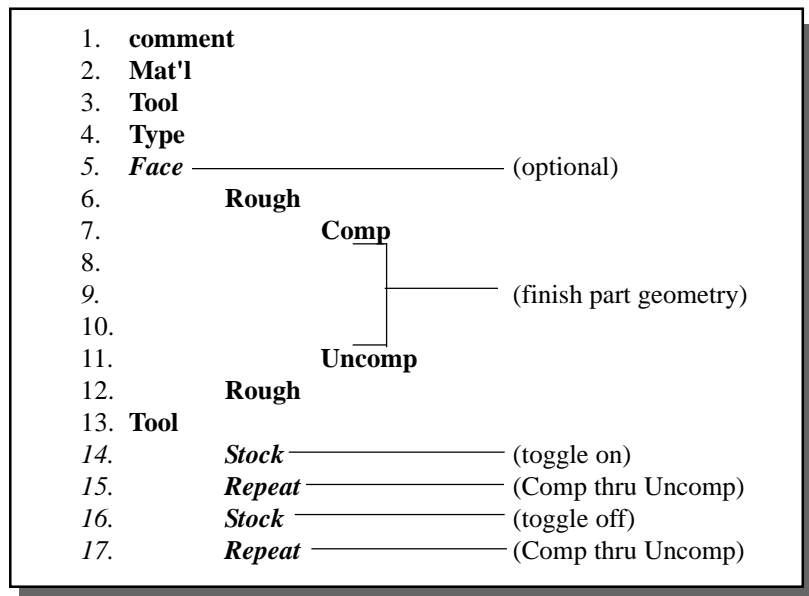 1. comment
2. Mat'l
3. Tool
4. Type
5. Face (optional)
6. Rough
7. Comp
8.
9. (finish part geometry)
10.
11. Uncomp
12. Rough
13. Tool
14. Stock (toggle on)
15. Repeat (Comp thru Uncomp)
16. Stock (toggle off)
17. Repeat (Comp thru Uncomp)